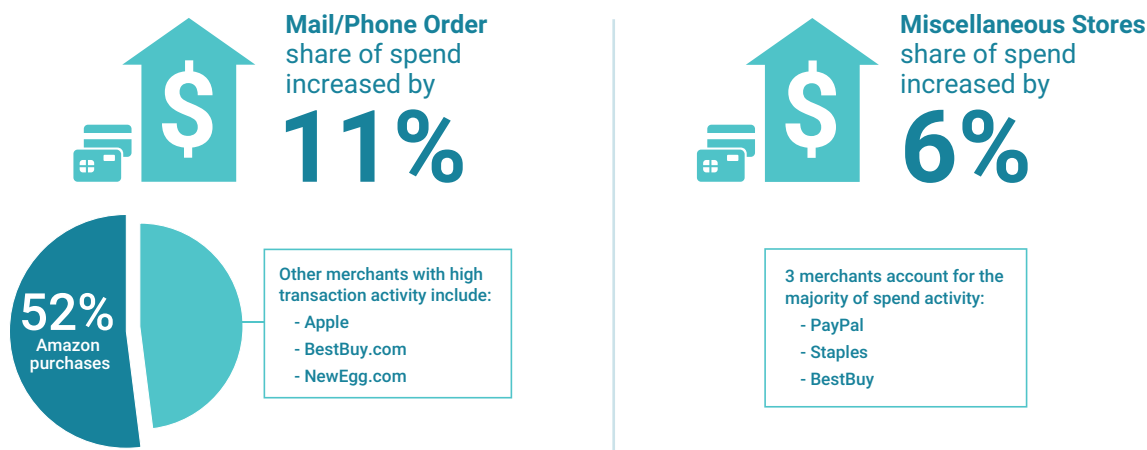 Mail/Phone Order
share of spend
increased by
11%
$
52%
Amazon
purchases
Other merchants with high
transaction activity include:
- Apple
- BestBuy.com
- NewEgg.com
Miscellaneous Stores
share of spend
increased by
6%
$
3 merchants account for the
majority of spend activity:
- PayPal
- Staples
- BestBuy